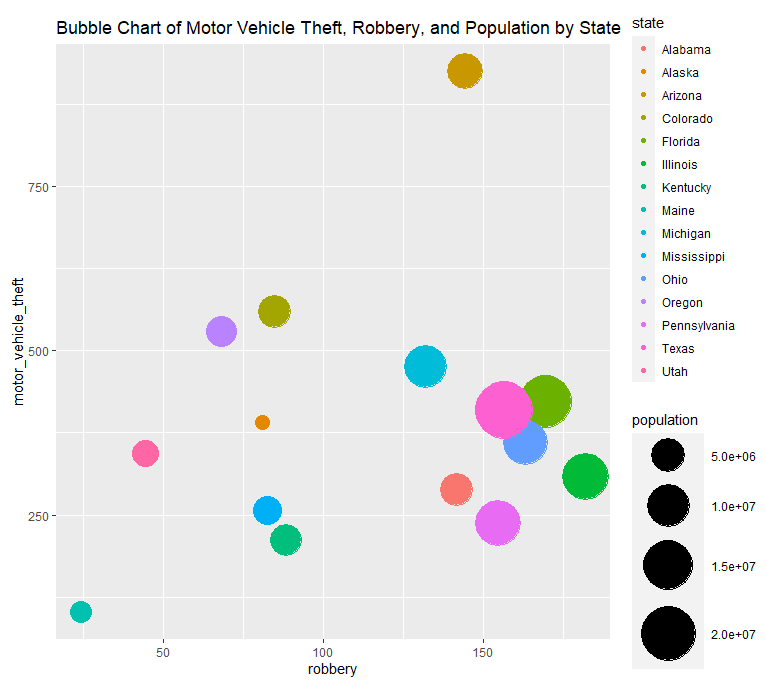 Bubble Chart of Motor Vehicle Theft, Robbery, and Population by State
motor_vehicle_theft
750
500
250
50
100
150
robbery
state
Alabama
Alaska
Arizona
Colorado
Florida
Illinois
Kentucky
Maine
Michigan
Mississippi
Ohio
Oregon
Pennsylvania
Texas
Utah
population
5.0e+06
1.0e+07
1.5e+07
2.0e+07